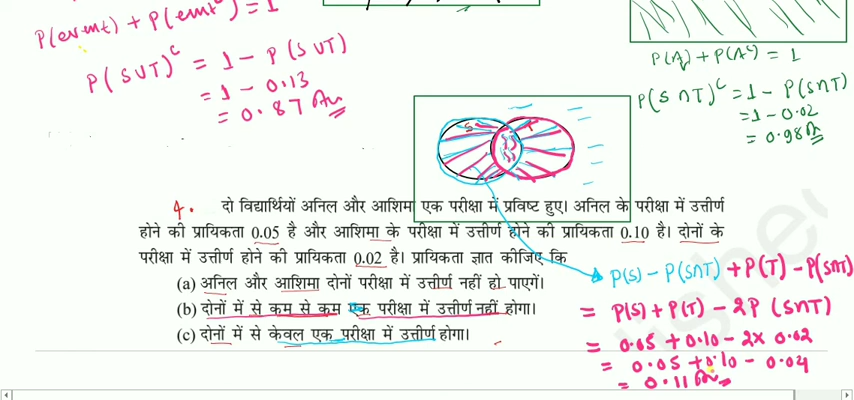 P(event) + P(event^c) = 1
P(S∪T)^c = 1 - P(S∪T)
= 1 - 0.13
= 0.87 Ans
P(A) + P(A^c) = 1
P(S∩T)^c = 1 - P(S∩T)
= 1 - 0.02
= 0.98 A
S T
4. दो विद्यार्थियों अनिल और आशिमा एक परीक्षा में प्रविष्ट हुए। अनिल के परीक्षा में उत्तीर्ण
होने की प्रायिकता 0.05 है और आशिमा के परीक्षा में उत्तीर्ण होने की प्रायिकता 0.10 है। दोनों के
परीक्षा में उत्तीर्ण होने की प्रायिकता 0.02 है। प्रायिकता ज्ञात कीजिए कि
(a) अनिल और आशिमा दोनों परीक्षा में उत्तीर्ण नहीं हो पाएगें।
(b) दोनों में से कम से कम एक परीक्षा में उत्तीर्ण नहीं होगा।
(c) दोनों में से केवल एक परीक्षा में उत्तीर्ण होगा।
P(S) - P(S∩T) + P(T) - P(S∩T)
= P(S) + P(T) - 2P(S∩T)
= 0.05 + 0.10 - 2x 0.02
= 0.05 + 0.10 - 0.04
= 0.11 Ans